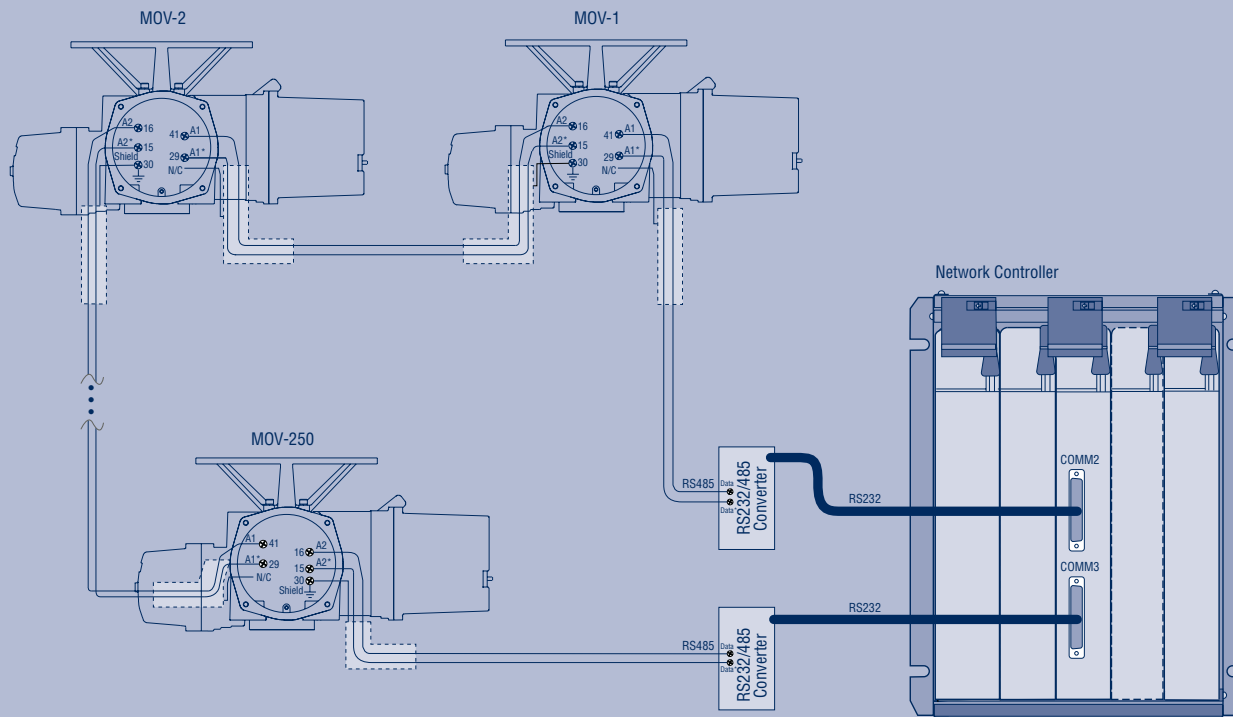 MOV-2
MOV-1
A2
16
A2*
15
Shield
30
41
A1
29
A1*
N/C
A2
16
A2*
15
Shield
30
41
A1
29
A1*
N/C
Network Controller
MOV-250
A1
41
A1*
29
N/C
16
A2
15
A2*
30
Shield
RS485
Data
Data*
RS232/485
Converter
RS232
COMM2
COMM3
RS485
Data
Data*
RS232/485
Converter
RS232